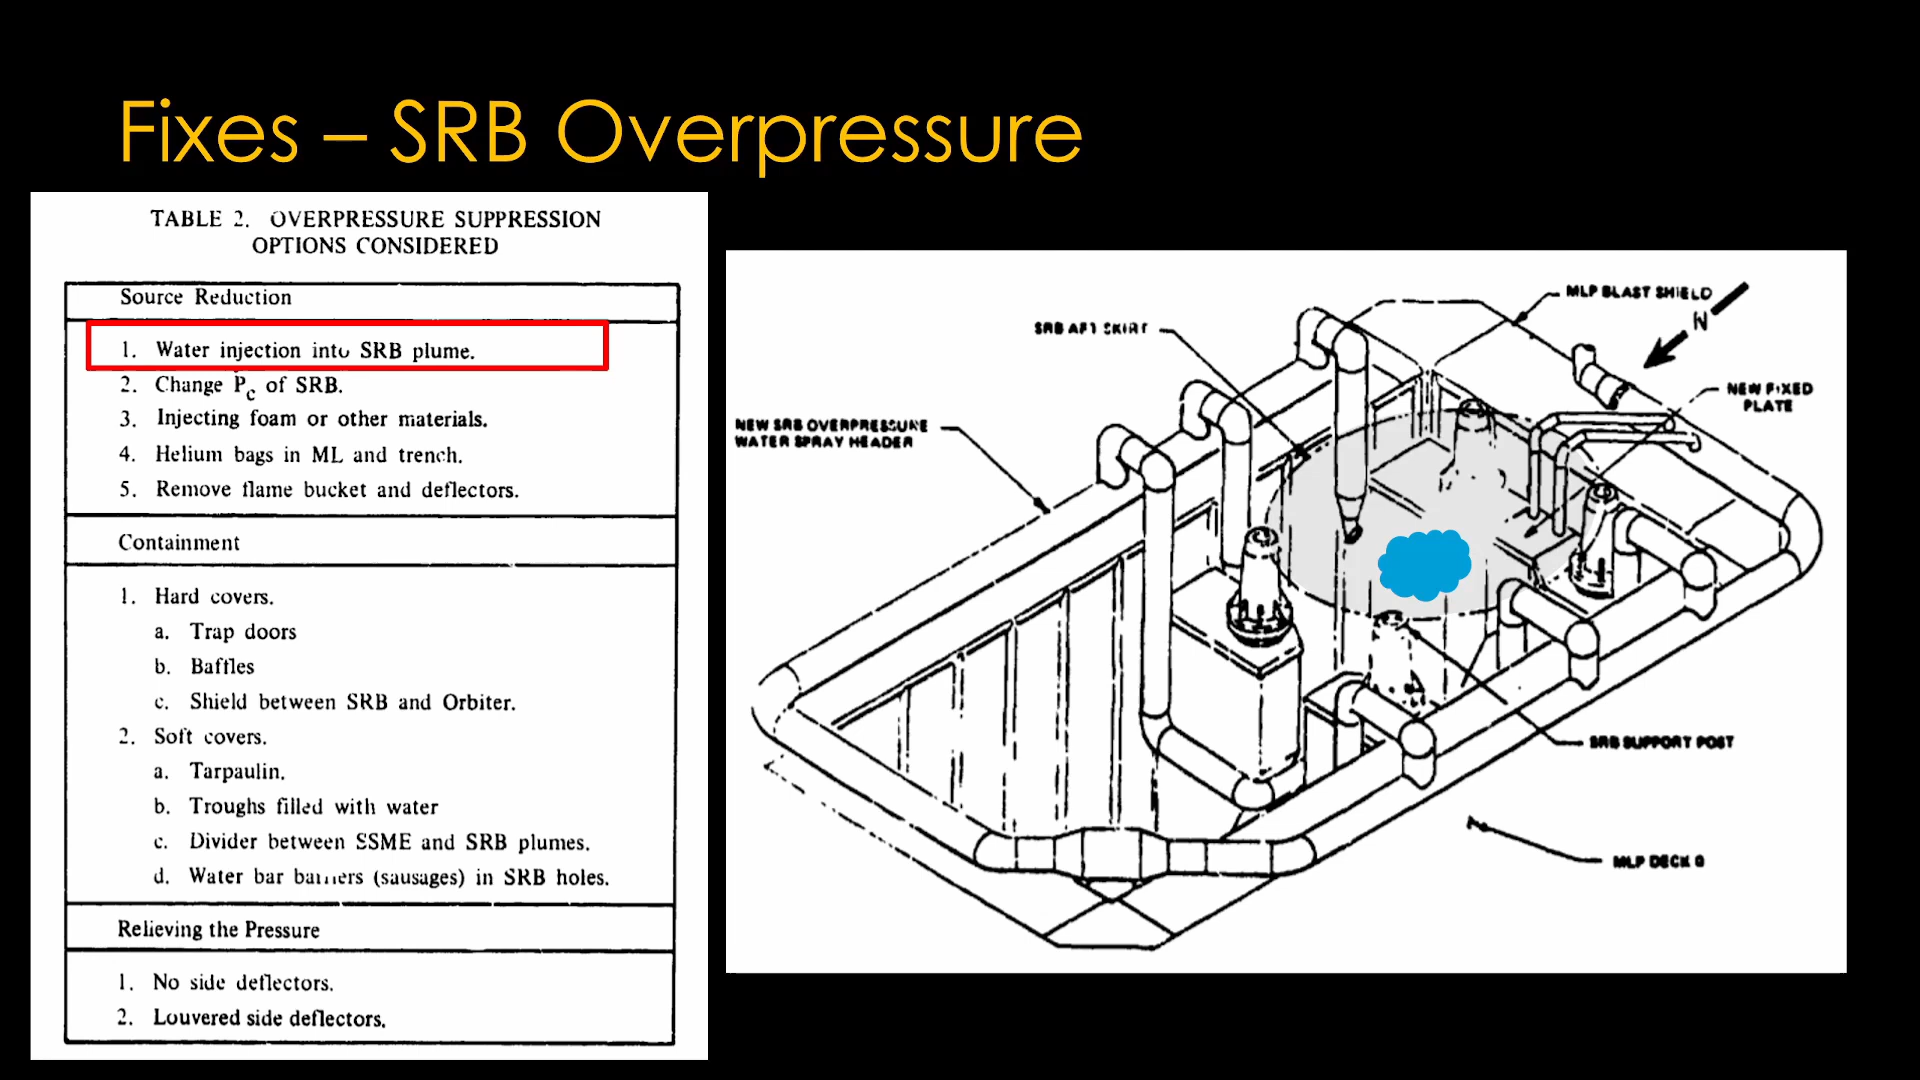 Fixes – SRB Overpressure
TABLE 2. OVERPRESSURE SUPPRESSION
OPTIONS CONSIDERED
Source Reduction
1. Water injection into SRB plume.
2. Change Pc of SRB.
3. Injecting foam or other materials.
4. Helium bags in ML and trench.
5. Remove flame bucket and deflectors.
Containment
1. Hard covers.
a. Trap doors
b. Baffles
c. Shield between SRB and Orbiter.
2. Soft covers.
a. Tarpaulin.
b. Troughs filled with water
c. Divider between SSME and SRB plumes.
d. Water bar barriers (sausages) in SRB holes.
Relieving the Pressure
1. No side deflectors.
2. Louvered side deflectors.
MLP BLAST SHIELD
N
SRB AFT SKIRT
NEW FIXED
PLATE
NEW SRB OVERPRESSURE
WATER SPRAY HEADER
SRB SUPPORT POST
MLP DECK 0